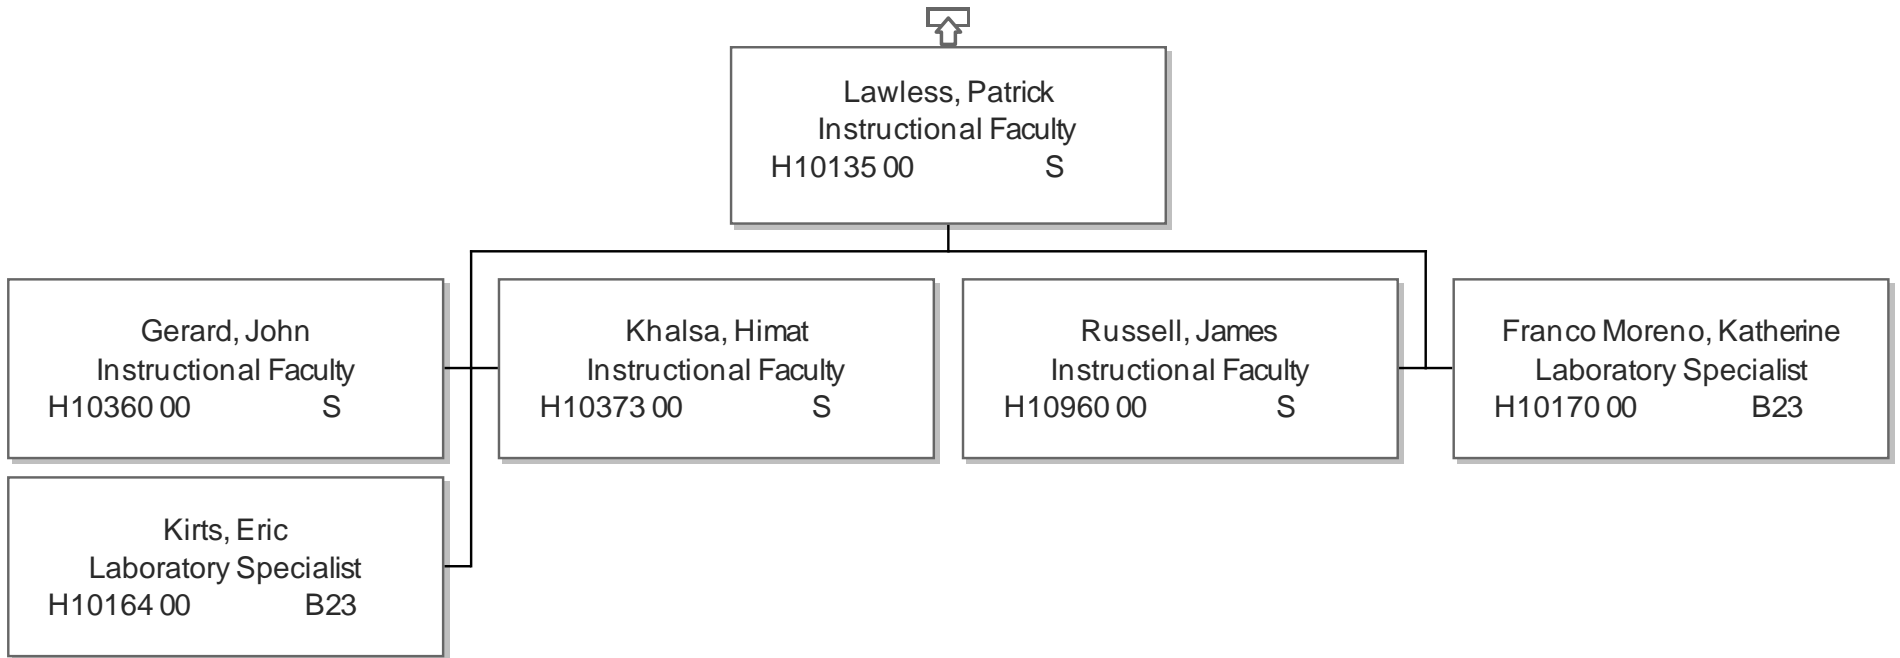 Lawless, Patrick
Instructional Faculty
H10135 00 S
Gerard, John
Instructional Faculty
H10360 00 S
Khalsa, Himat
Instructional Faculty
H10373 00 S
Russell, James
Instructional Faculty
H10960 00 S
Franco Moreno, Katherine
Laboratory Specialist
H10170 00 B23
Kirts, Eric
Laboratory Specialist
H10164 00 B23